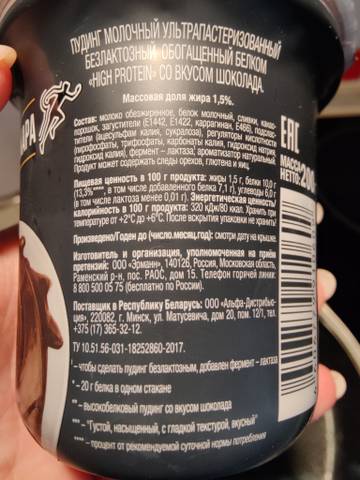 ПУДИНГ МОЛОЧНЫЙ УЛЬТРАПАСТЕРИЗОВАННЫЙ
БЕЗЛАКТОЗНЫЙ, ОБОГАЩЕННЫЙ БЕЛКОМ
«HIGH PROTEIN» СО ВКУСОМ ШОКОЛАДА.
Массовая доля жира 1,5%.
Состав: молоко обезжиренное, белок молочный, сливки, какао-
порошок, загустители (Е1442, Е1422, каррагинан, Е466), подсла-
стители (ацесульфам калия, сукралоза), регуляторы кислотности
(пирофосфаты, трифосфаты, карбонаты калия, гидроксид натрия,
гидроксид калия), фермент – лактаза, ароматизатор натуральный.
Продукт может содержать следы орехов, глютена и яиц.
Пищевая ценность в 100 г продукта: жиры 1,5 г, белки 10,0 г
(13,3%****, в том числе добавленного белка 7,1 г), углеводы 6,0 г
(в том числе лактоза менее 0,01 г). Энергетическая ценность/
калорийность в 100 г продукта: 320 кДж/80 ккал. Хранить при
температуре от +2°С до +6°С. После вскрытия упаковки не хранить!
Произведено/Годен до (число.месяц.год): смотри дату на крышке.
Изготовитель и организация, уполномоченная на приём
претензий: ООО «Эрманн», 140126, Россия, Московская область,
Раменский р-н, пос. РАОС, дом 15. Телефон горячей линии:
8 800 500 05 75 (бесплатно по России).
Поставщик в Республику Беларусь: ООО «Альфа-Дистрибью-
ция», 220082, г. Минск, ул. Матусевича, дом 20, пом. 12/1, тел.
+375 (17) 365-32-12.
ТУ 10.51.56-031-18252860-2017.
¹ – чтобы сделать пудинг безлактозным, добавлен фермент – лактаза
* – 20 г белка в одном стакане
** – высокобелковый пудинг со вкусом шоколада
*** – "Густой, насыщенный, с гладкой текстурой, вкусный"
**** – процент от рекомендуемой суточной нормы потребления
EAC
МАССА
НЕТТО: 200